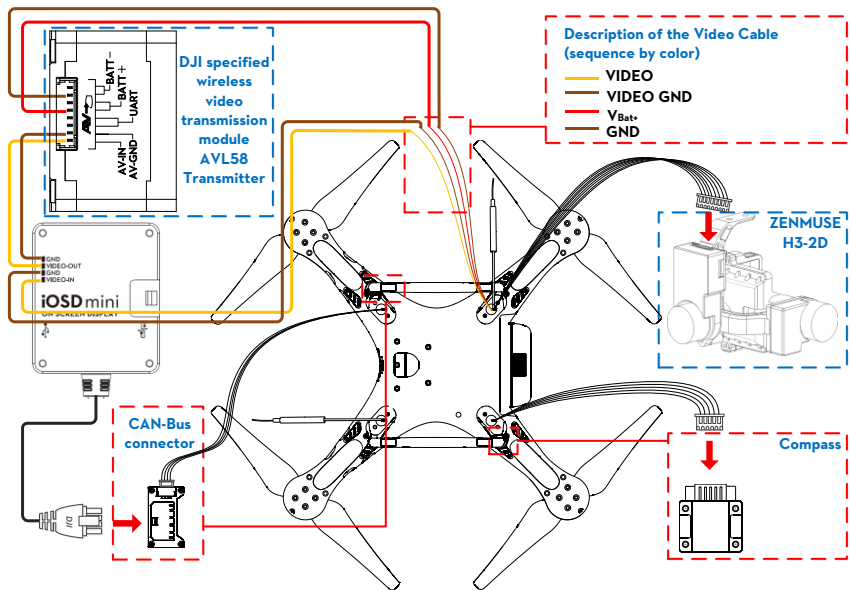 DJI specified
wireless
video
transmission
module
AVL58
Transmitter
BATT-
BATT+
UART
AV-IN
AV-GND
Description of the Video Cable
(sequence by color)
VIDEO
VIDEO GND
VBat+
GND
ZENMUSE
H3-2D
GND
VIDEO-OUT
GND
VIDEO-IN
iOSD mini
ON SCREEN DISPLAY
CAN-Bus
connector
Compass
DJI